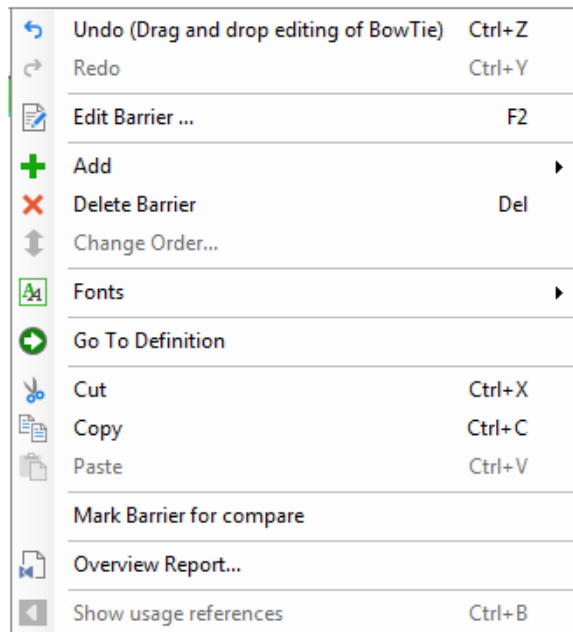 Undo (Drag and drop editing of BowTie) Ctrl+Z
Redo Ctrl+Y
Edit Barrier ... F2
Add
Delete Barrier Del
Change Order...
Fonts
Go To Definition
Cut Ctrl+X
Copy Ctrl+C
Paste Ctrl+V
Mark Barrier for compare
Overview Report...
Show usage references Ctrl+B